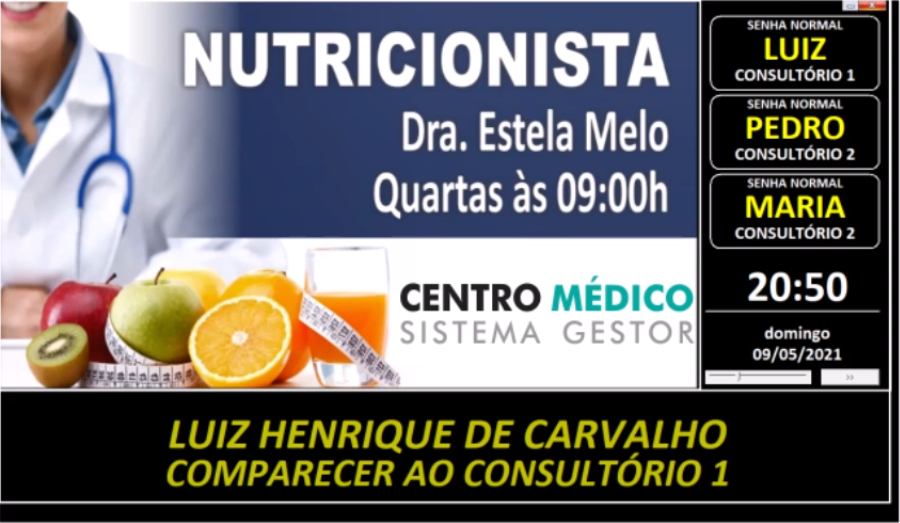 NUTRICIONISTA
Dra. Estela Melo
Quartas às 09:00h
CENTRO MÉDICO
SISTEMA GESTOR
SENHA NORMAL
LUIZ
CONSULTÓRIO 1
SENHA NORMAL
PEDRO
CONSULTÓRIO 2
SENHA NORMAL
MARIA
CONSULTÓRIO 2
20:50
domingo
09/05/2021
>>
LUIZ HENRIQUE DE CARVALHO
COMPARECER AO CONSULTÓRIO 1